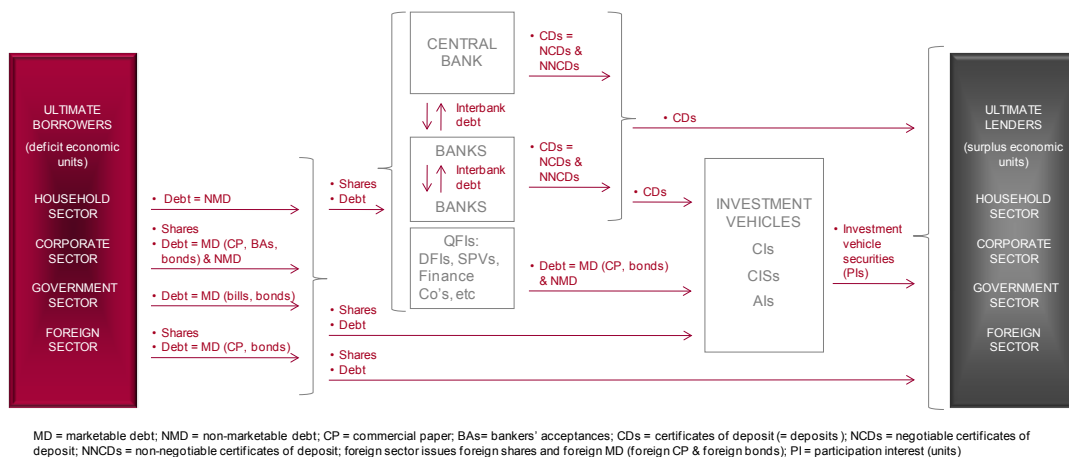 ULTIMATE
BORROWERS
(deficit economic
units)
HOUSEHOLD
SECTOR
CORPORATE
SECTOR
GOVERNMENT
SECTOR
FOREIGN
SECTOR
• Debt = NMD
• Shares
• Debt = MD (CP, BAs,
bonds) & NMD
• Debt = MD (bills, bonds)
• Shares
• Debt = MD (CP, bonds)
• Shares
• Debt
CENTRAL
BANK
Interbank
debt
BANKS
Interbank
debt
BANKS
QFIs:
DFIs, SPVs,
Finance
Co's, etc
• CDs =
NCDs &
NNCDs
• CDs =
NCDs &
NNCDs
• Debt = MD (CP, bonds)
& NMD
• Shares
• Debt
• Shares
• Debt
• CDs
• CDs
INVESTMENT
VEHICLES
CIs
CISs
AIs
• Investment
vehicle
securities
(PIs)
ULTIMATE
LENDERS
(surplus economic
units)
HOUSEHOLD
SECTOR
CORPORATE
SECTOR
GOVERNMENT
SECTOR
FOREIGN
SECTOR
MD = marketable debt; NMD = non-marketable debt; CP = commercial paper; BAs= bankers' acceptances; CDs = certificates of deposit (= deposits); NCDs = negotiable certificates of
deposit; NNCDs = non-negotiable certificates of deposit; foreign sector issues foreign shares and foreign MD (foreign CP & foreign bonds); PI = participation interest (units)